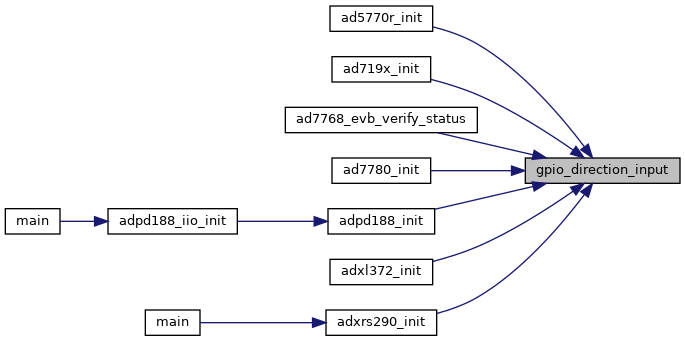 ad5770r_init
ad719x_init
ad7768_evb_verify_status
ad7780_init
gpio_direction_input
main
adpd188_iio_init
adpd188_init
adxl372_init
main
adxrs290_init